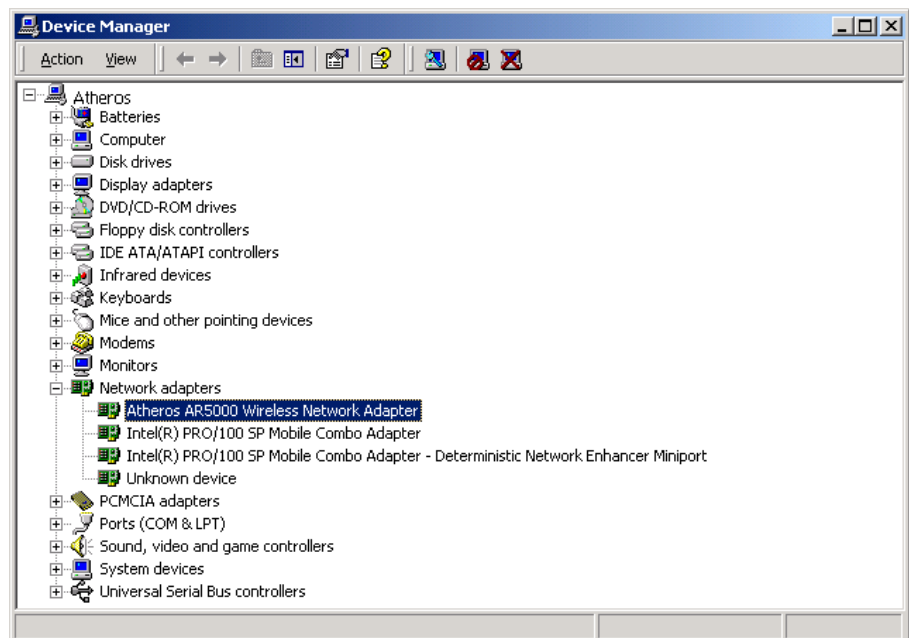 Device Manager
Action View
Atheros
Batteries
Computer
Disk drives
Display adapters
DVD/CD-ROM drives
Floppy disk controllers
IDE ATA/ATAPI controllers
Infrared devices
Keyboards
Mice and other pointing devices
Modems
Monitors
Network adapters
Atheros AR5000 Wireless Network Adapter
Intel(R) PRO/100 SP Mobile Combo Adapter
Intel(R) PRO/100 SP Mobile Combo Adapter - Deterministic Network Enhancer Miniport
Unknown device
PCMCIA adapters
Ports (COM & LPT)
Sound, video and game controllers
System devices
Universal Serial Bus controllers